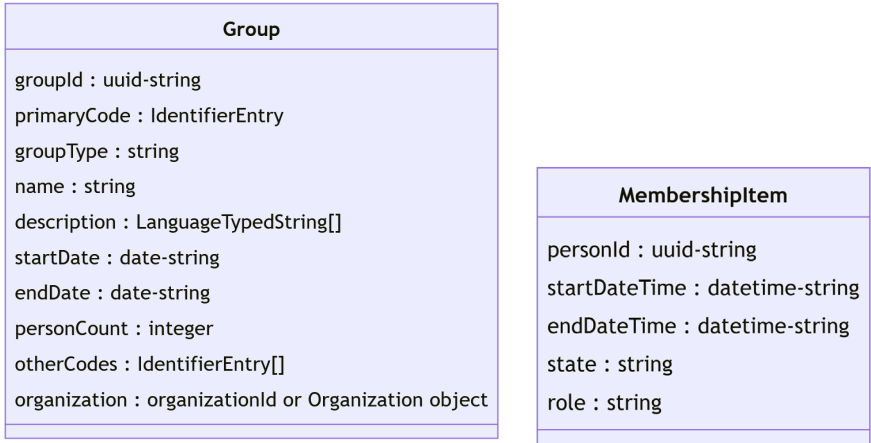 Group
groupId : uuid-string
primaryCode : IdentifierEntry
groupType : string
name : string
description : LanguageTypedString[]
startDate : date-string
endDate : date-string
personCount : integer
otherCodes : IdentifierEntry[]
organization : organizationId or Organization object
MembershipItem
personId : uuid-string
startDateTime : datetime-string
endDateTime : datetime-string
state : string
role : string